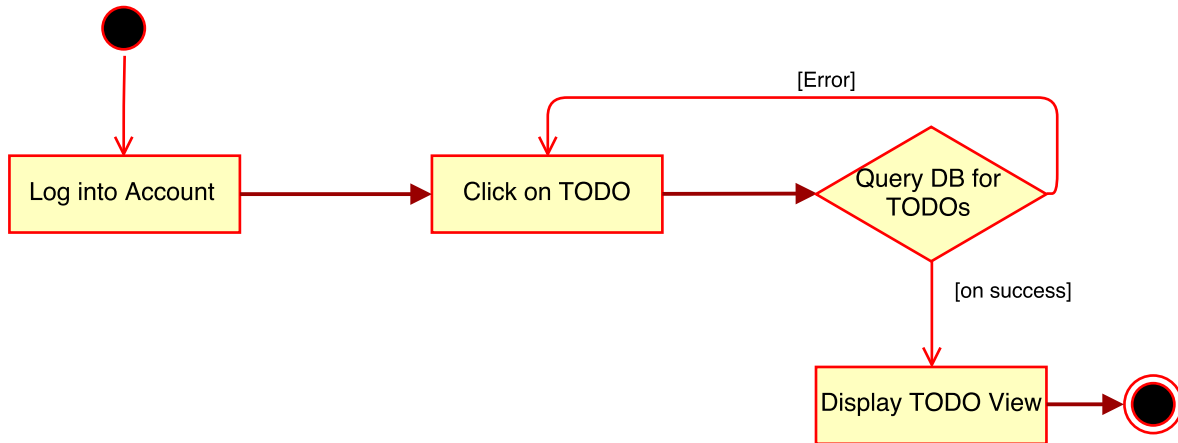 [Error]
Log into Account
Click on TODO
Query DB for
TODOs
[on success]
Display TODO View